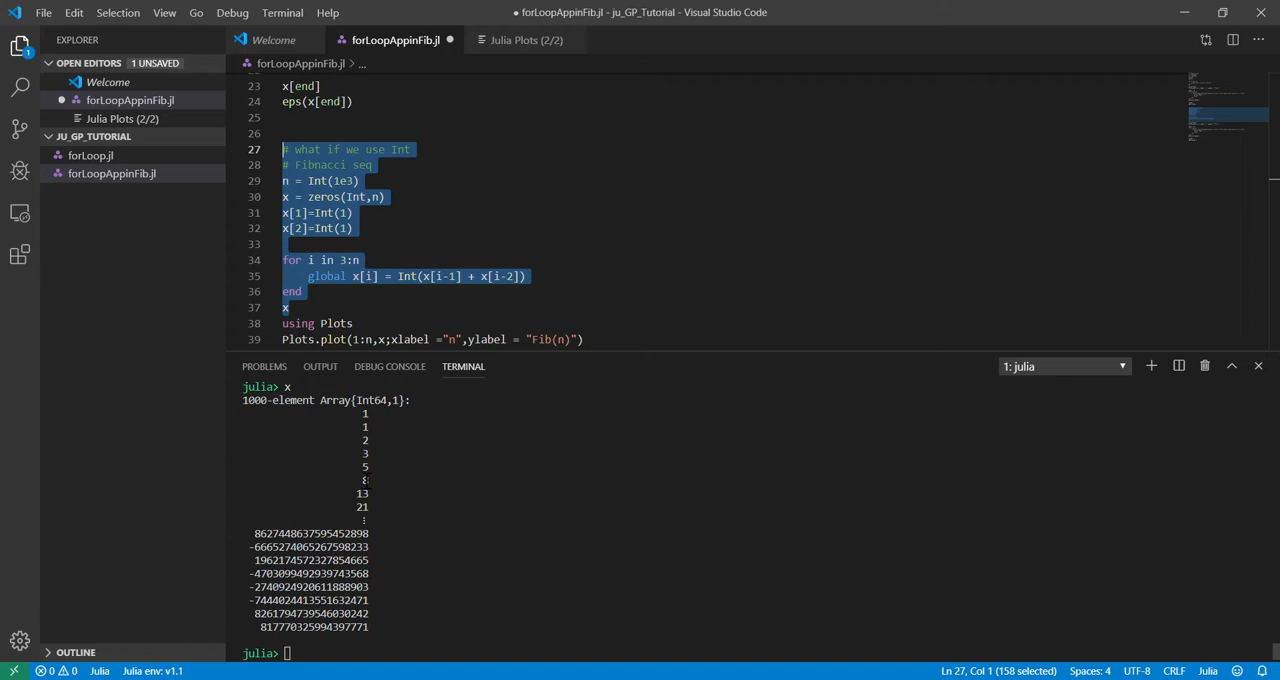 File Edit Selection View Go Debug Terminal Help
● forLoopAppinFib.jl - ju_GP_Tutorial - Visual Studio Code
EXPLORER
Welcome
forLoopAppinFib.jl
Julia Plots (2/2)
OPEN EDITORS 1 UNSAVED
Welcome
forLoopAppinFib.jl
Julia Plots (2/2)
JU_GP_TUTORIAL
forLoop.jl
forLoopAppinFib.jl
OUTLINE
1
forLoopAppinFib.jl > ...
23 x[end]
24 eps(x[end])
25
26
27 # what if we use Int
28 # Fibnacci seq
29 n = Int(1e3)
30 x = zeros(Int,n)
31 x[1]=Int(1)
32 x[2]=Int(1)
33
34 for i in 3:n
35 global x[i] = Int(x[i-1] + x[i-2])
36 end
37 x
38 using Plots
39 Plots.plot(1:n,x;xlabel ="n",ylabel = "Fib(n)")
PROBLEMS OUTPUT DEBUG CONSOLE TERMINAL
1: julia
julia> x
1000-element Array{Int64,1}:
1
1
2
3
5
8
13
21
⋮
8627448637595452898
-6665274065267598233
1962174572327854665
-4703099492939743568
-2740924920611888903
-7444024413551632471
8261794739546030242
817770325994397771
julia>
0 0 Julia Julia env: v1.1
Ln 27, Col 1 (158 selected) Spaces: 4 UTF-8 CRLF Julia